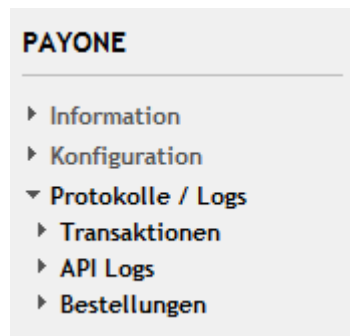 PAYONE
Information
Konfiguration
Protokolle / Logs
Transaktionen
API Logs
Bestellungen